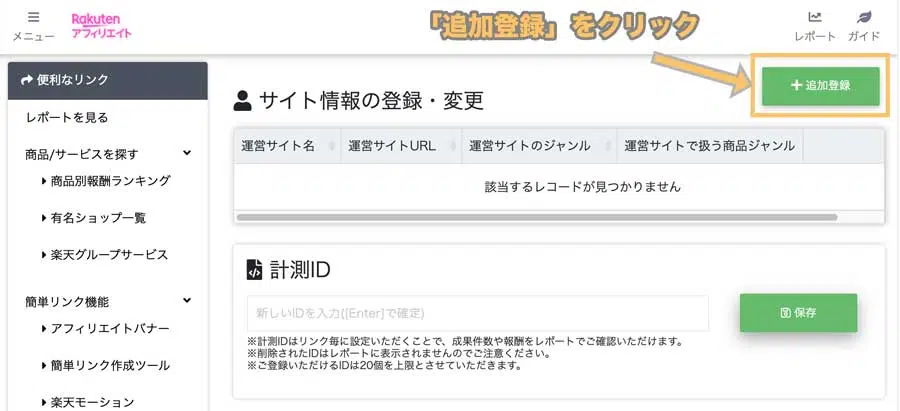 メニュー
Rakuten
アフィリエイト
「追加登録」をクリック
レポート
ガイド
便利なリンク
レポートを見る
商品/サービスを探す
商品別報酬ランキング
有名ショップ一覧
楽天グループサービス
簡単リンク機能
アフィリエイトバナー
簡単リンク作成ツール
楽天モーション
+ 追加登録
サイト情報の登録・変更
運営サイト名 運営サイトURL 運営サイトのジャンル 運営サイトで扱う商品ジャンル
該当するレコードが見つかりません
計測ID
新しいIDを入力([Enter]で確定)
保存
※計測IDはリンク毎に設定いただくことで、成果件数や報酬をレポートでご確認いただけます。
※削除されたIDはレポートに表示されませんのでご注意ください。
※ご登録いただけるIDは20個を上限とさせていただきます。